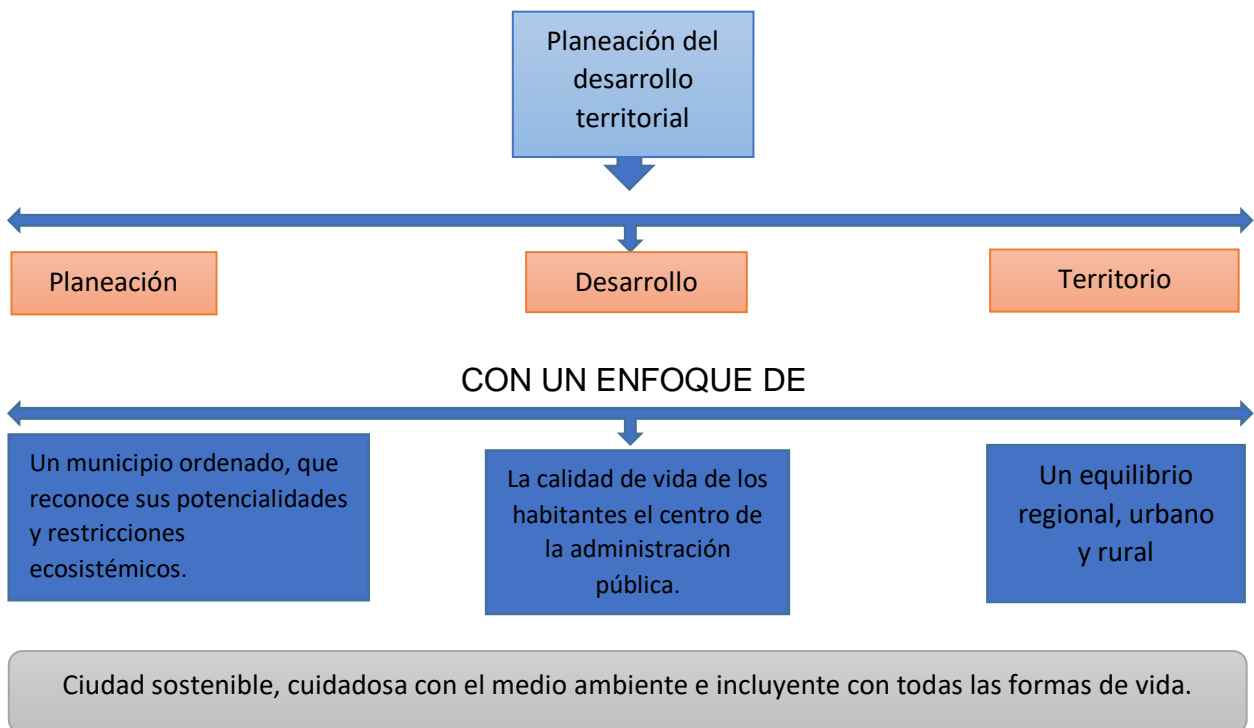 Planeación del
desarrollo
territorial
Planeación
Desarrollo
Territorio
CON UN ENFOQUE DE
Un municipio ordenado, que
reconoce sus potencialidades
y restricciones
ecosistémicos.
La calidad de vida de los
habitantes el centro de
la administración
pública.
Un equilibrio
regional, urbano
y rural
Ciudad sostenible, cuidadosa con el medio ambiente e incluyente con todas las formas de vida.